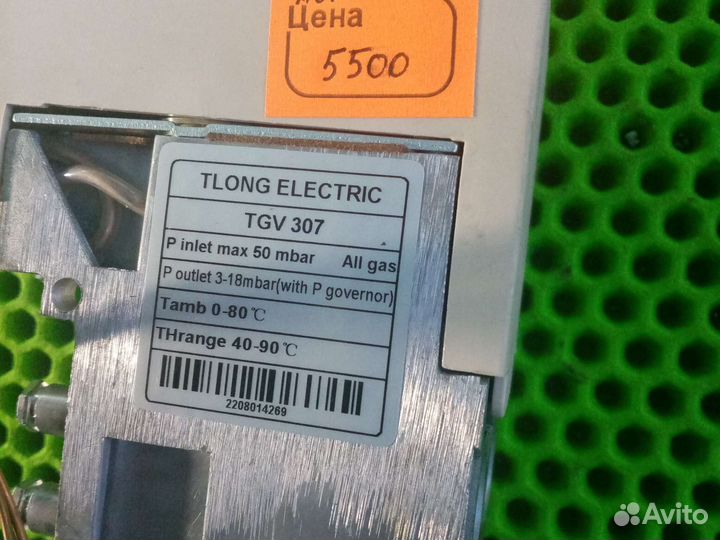 Цена
5500
TLONG ELECTRIC
TGV 307
P inlet max 50 mbar All gas
P outlet 3-18mbar(with P governor)
Tamb 0-80℃
THrange 40-90℃
2208014269
Avito